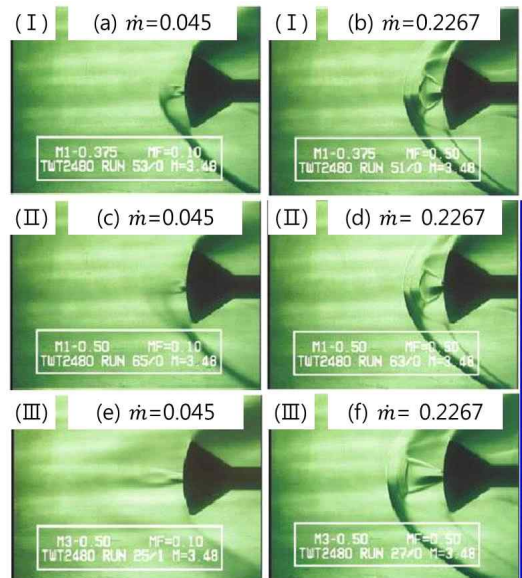 (Ⅰ) (a) ṁ=0.045
M1-0.375 MF=0.10
TWT2480 RUN 53/0 M=3.48
(Ⅰ) (b) ṁ=0.2267
M1-0.375 MF=0.50
TWT2480 RUN 51/0 M=3.48
(Ⅱ) (c) ṁ=0.045
M1-0.50 MF=0.10
TWT2480 RUN 65/0 M=3.48
(Ⅱ) (d) ṁ= 0.2267
M1-0.50 MF=0.50
TWT2480 RUN 63/0 M=3.48
(Ⅲ) (e) ṁ=0.045
M3-0.50 MF=0.10
TWT2480 RUN 25/1 M=3.48
(Ⅲ) (f) ṁ= 0.2267
M3-0.50 MF=0.50
TWT2480 RUN 27/0 M=3.48